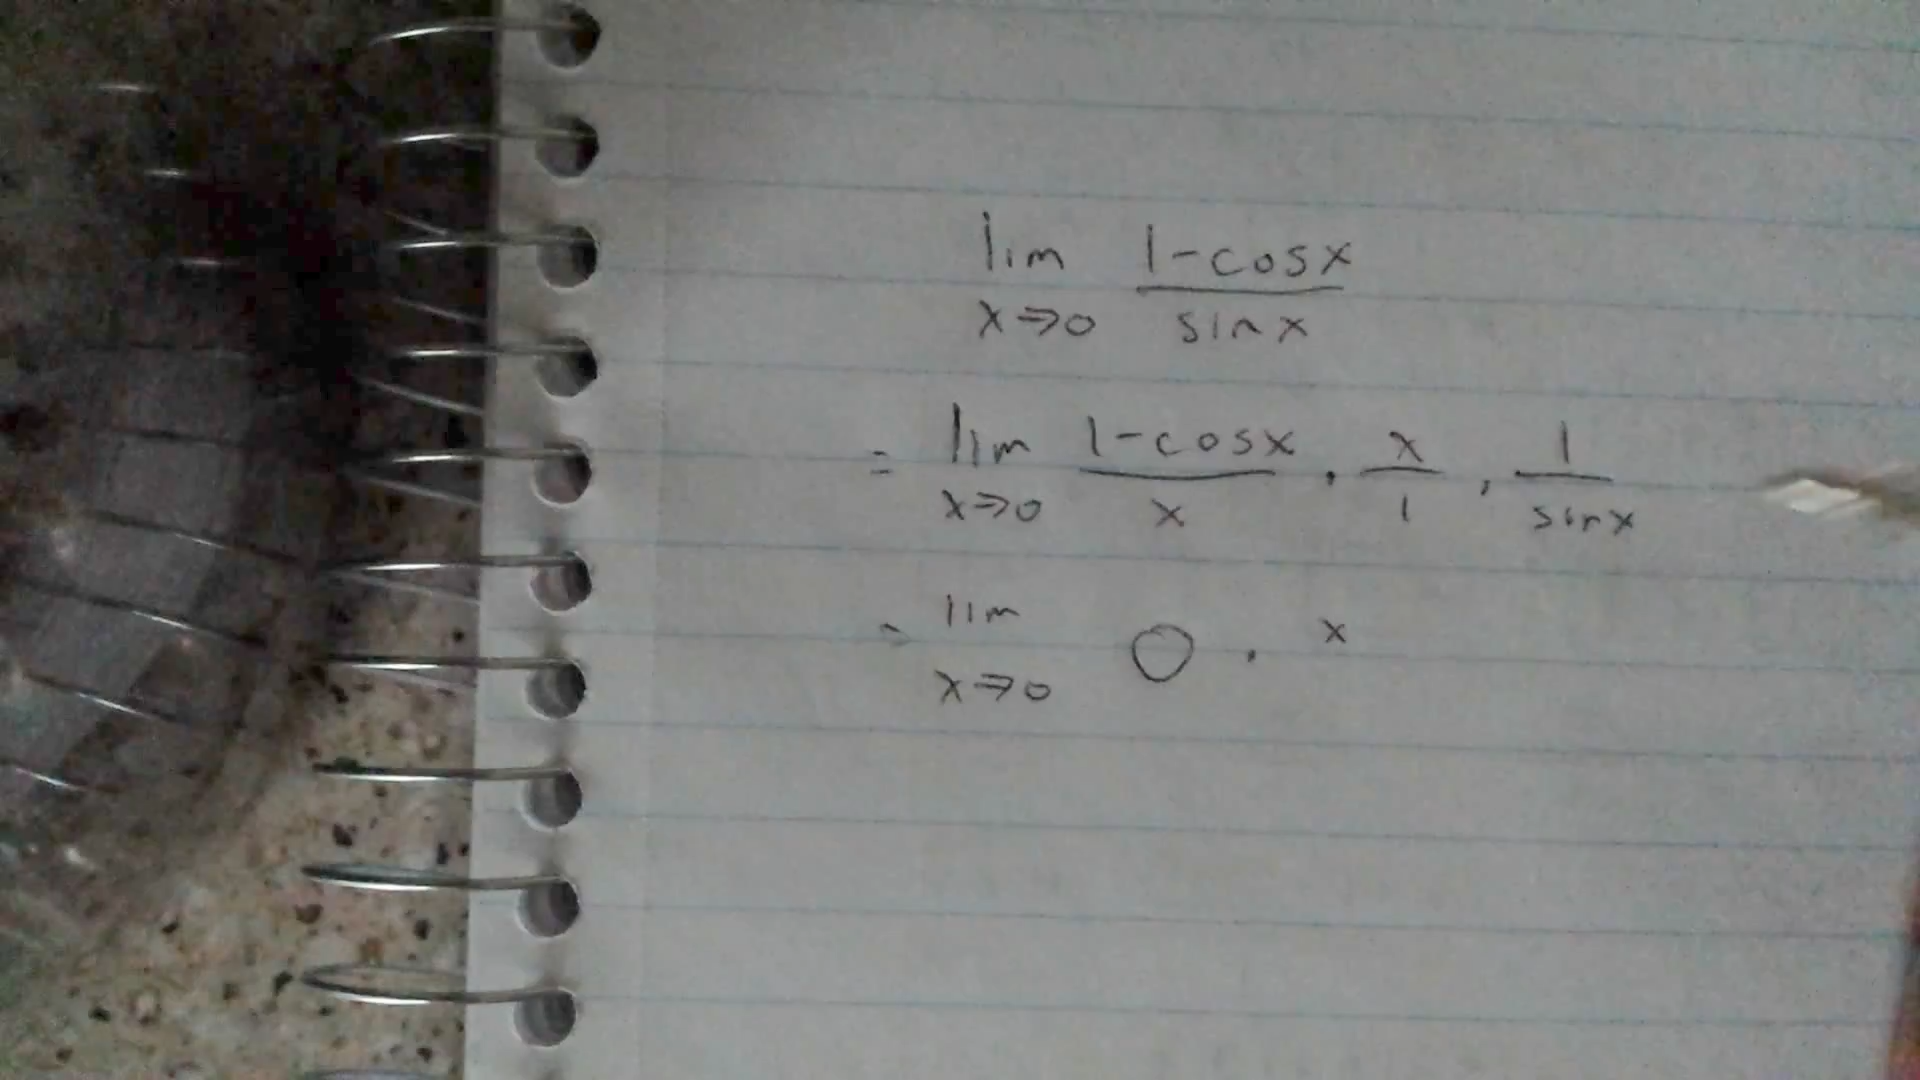 lim 1-cosx
x→0 sinx
= lim 1-cosx · x · 1
x→0 x 1 sinx
= lim 0 · x
x→0